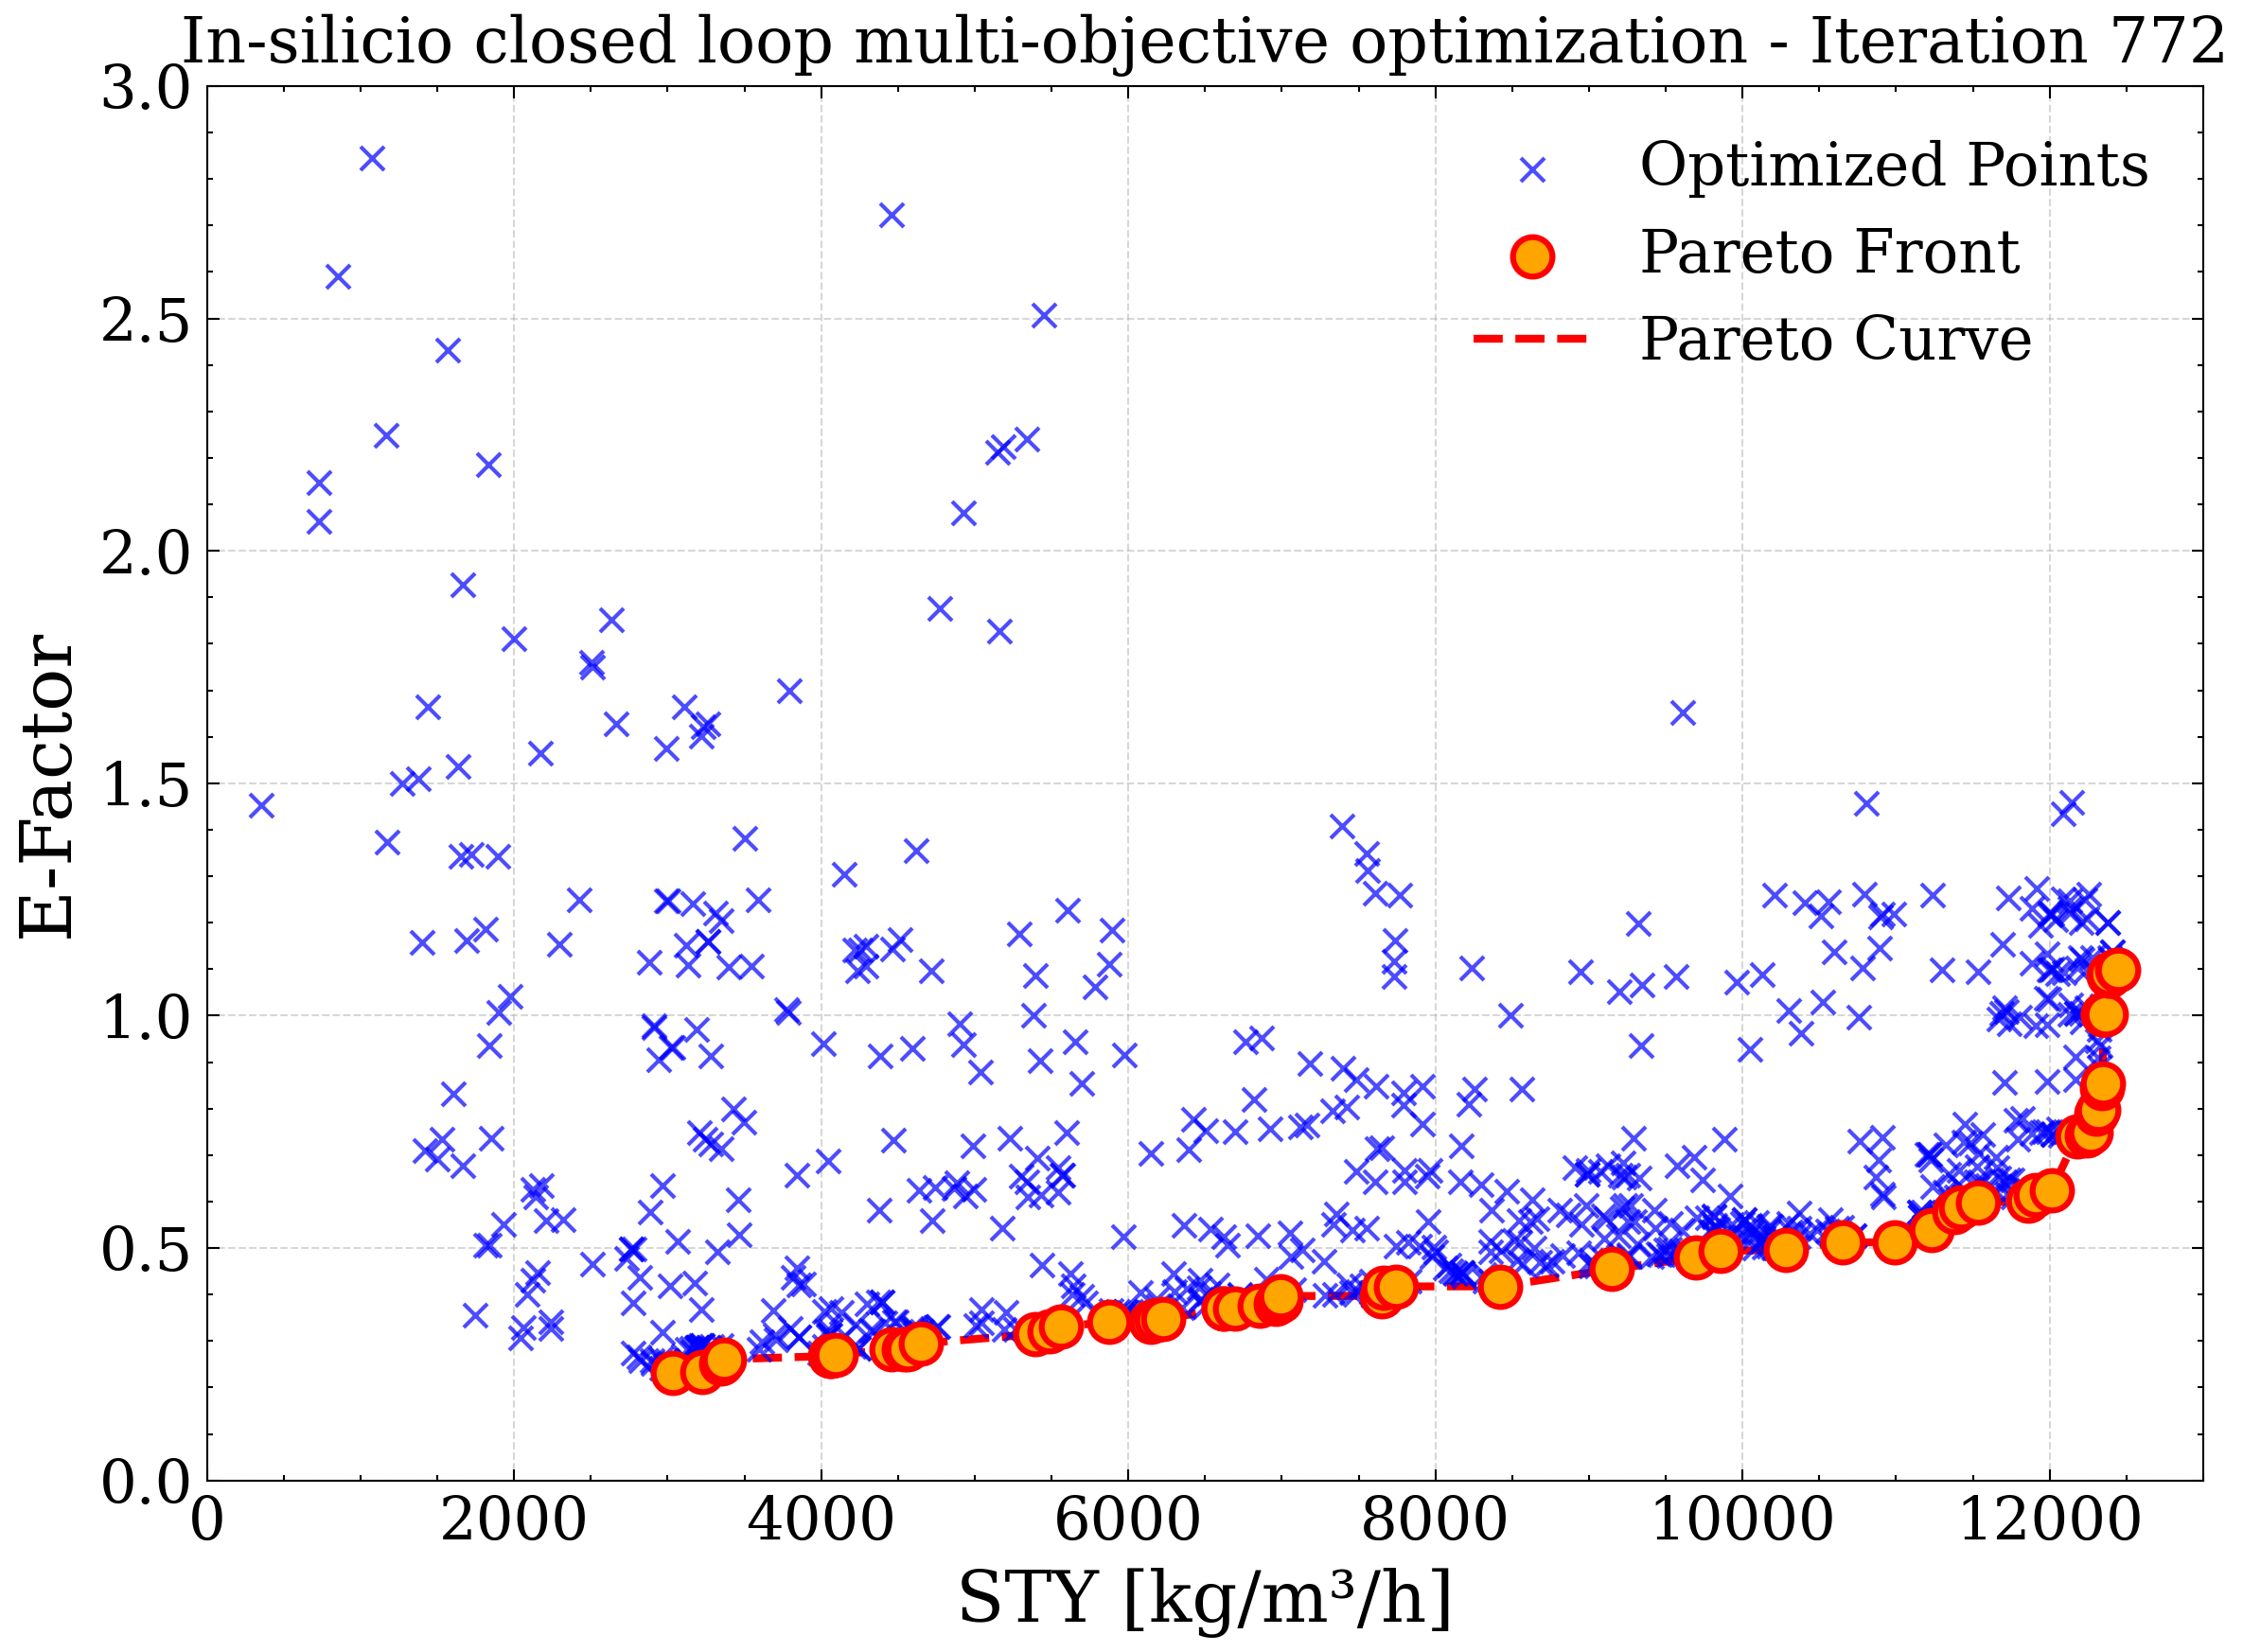 In-silicio closed loop multi-objective optimization - Iteration 772
3.0
2.5
2.0
1.5
1.0
0.5
0.0
E-Factor
Optimized Points
Pareto Front
Pareto Curve
0 2000 4000 6000 8000 10000 12000
STY [kg/m³/h]